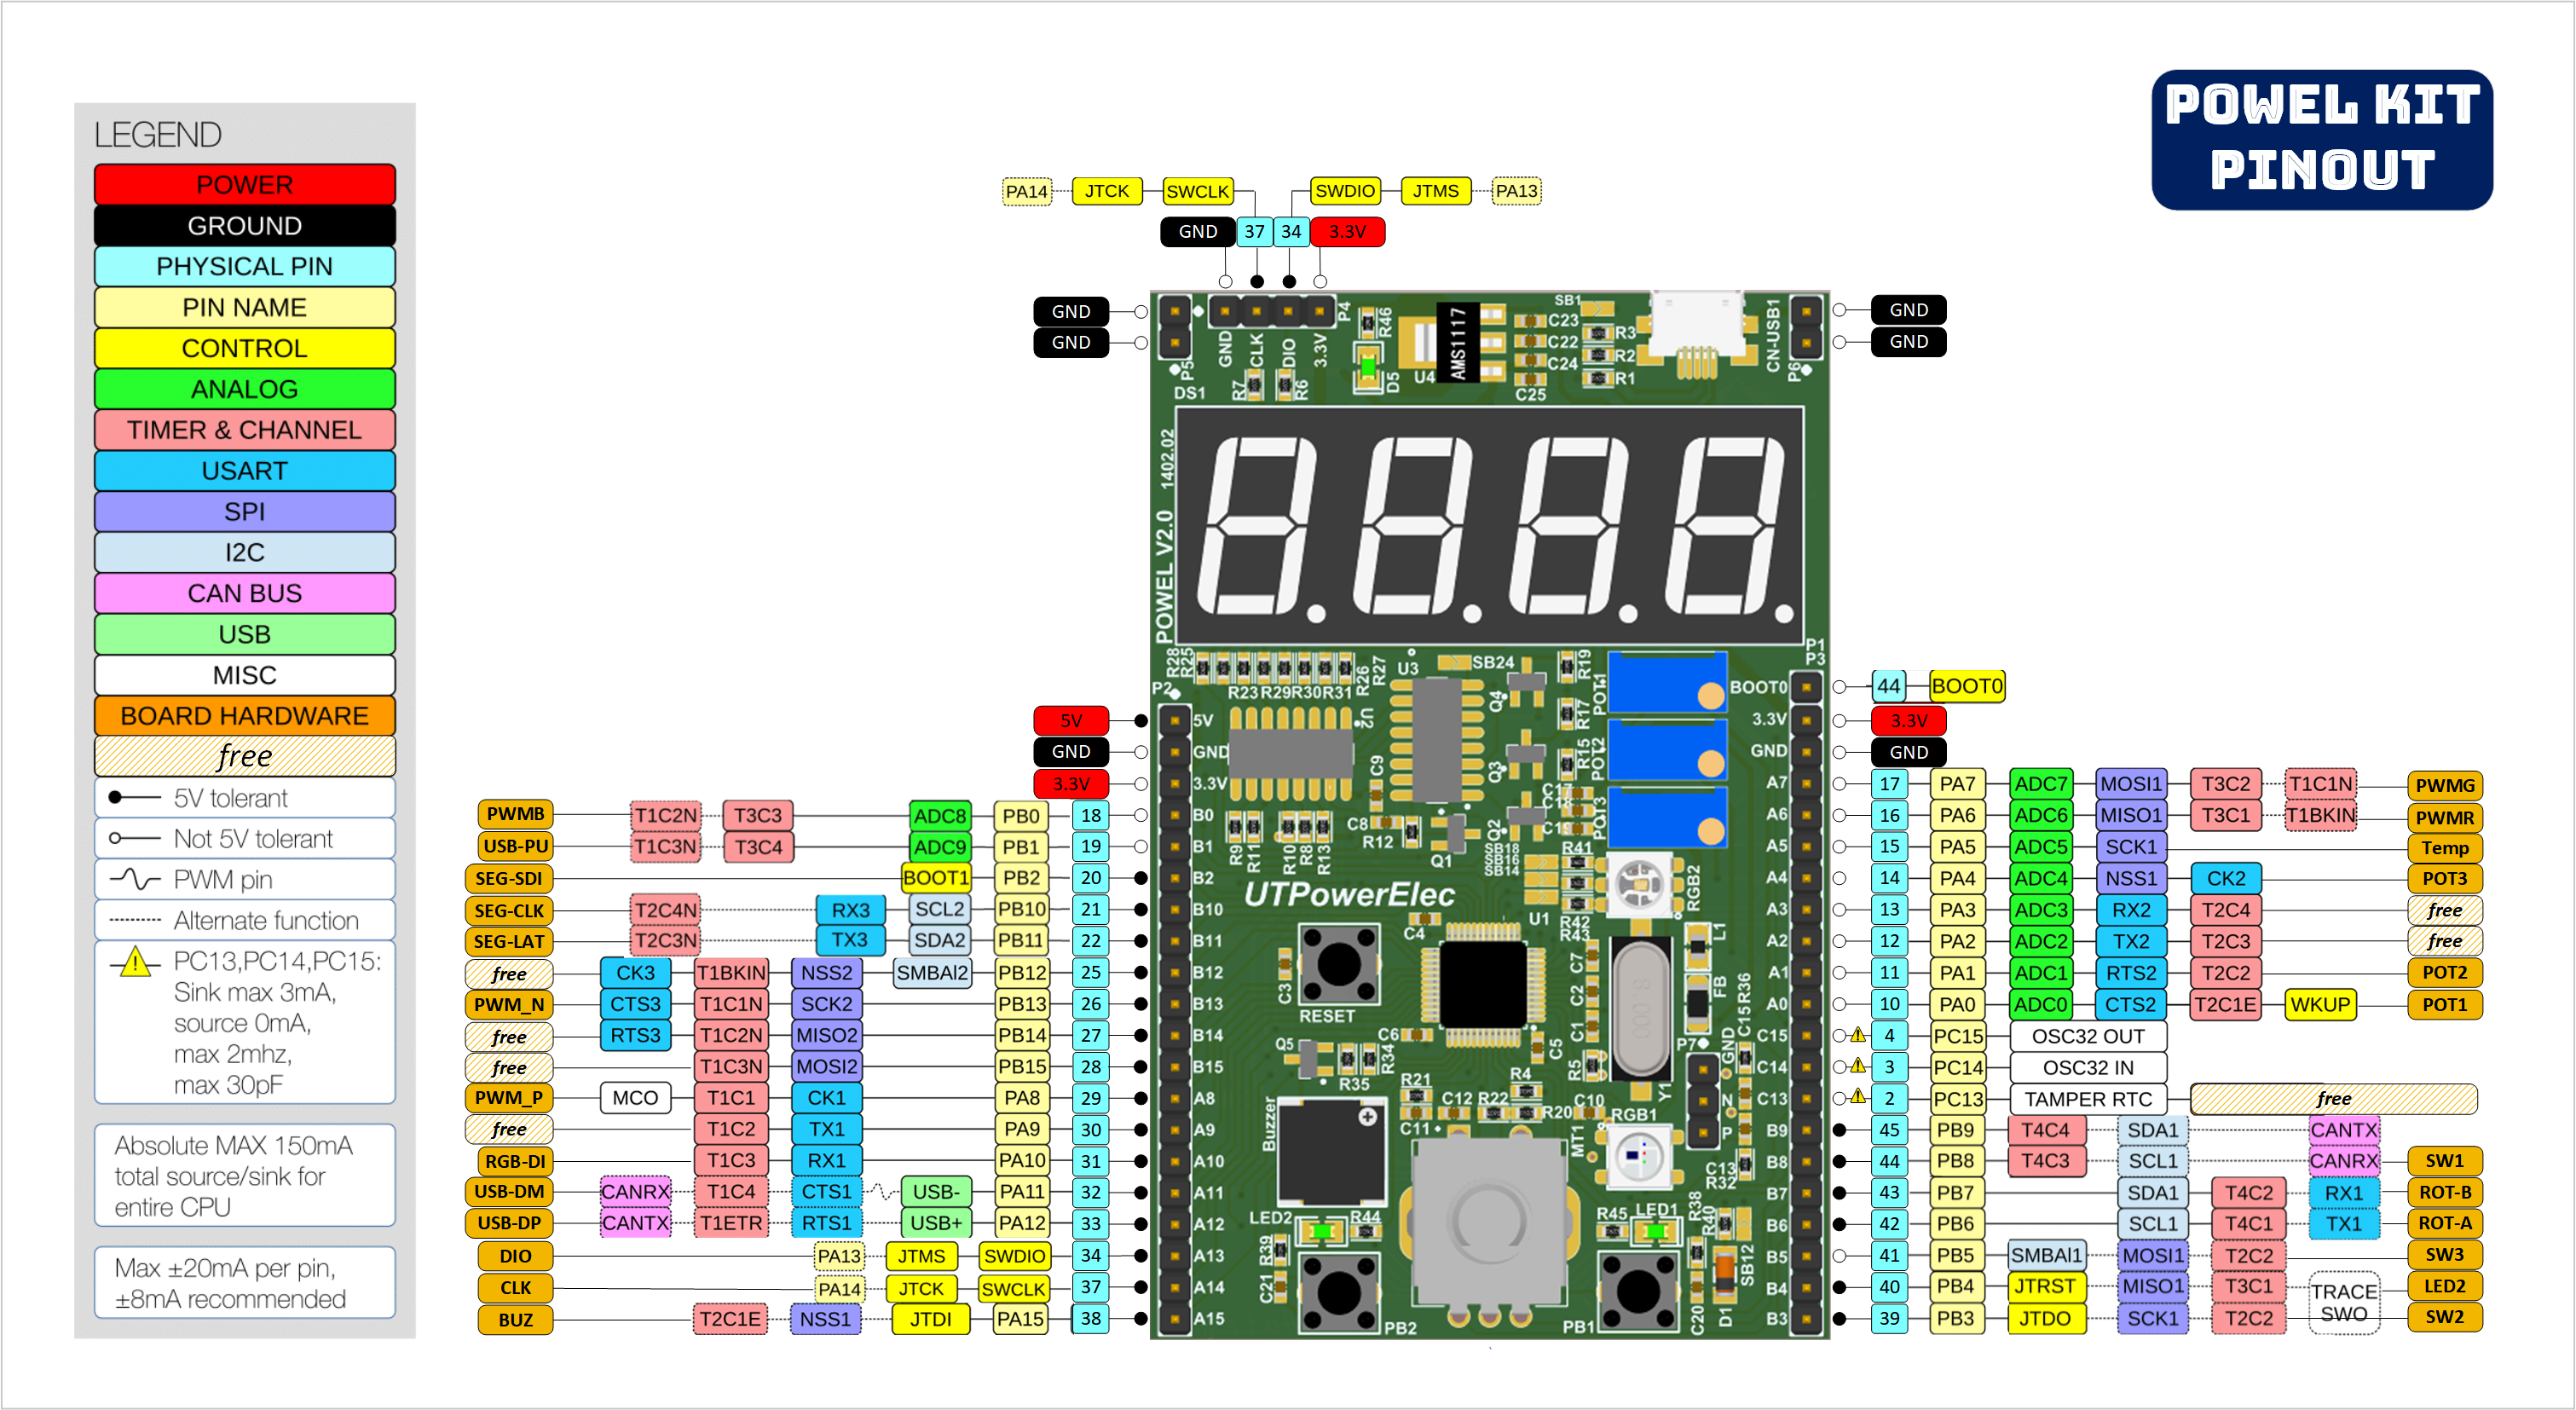 POWEL KIT
PINOUT
LEGEND
POWER
GROUND
PHYSICAL PIN
PIN NAME
CONTROL
ANALOG
TIMER & CHANNEL
USART
SPI
I2C
CAN BUS
USB
MISC
BOARD HARDWARE
free
5V tolerant
Not 5V tolerant
PWM pin
Alternate function
PC13,PC14,PC15:
Sink max 3mA,
source 0mA,
max 2mhz,
max 30pF
Absolute MAX 150mA
total source/sink for
entire CPU
Max ±20mA per pin,
±8mA recommended
PA14 JTCK SWCLK SWDIO JTMS PA13
GND 37 34 3.3V
GND GND
GND GND
5V
GND
3.3V
PWMB T1C2N T3C3 ADC8 PB0 18
USB-PU T1C3N T3C4 ADC9 PB1 19
SEG-SDI BOOT1 PB2 20
SEG-CLK T2C4N RX3 SCL2 PB10 21
SEG-LAT T2C3N TX3 SDA2 PB11 22
free CK3 T1BKIN NSS2 SMBAl2 PB12 25
PWM_N CTS3 T1C1N SCK2 PB13 26
free RTS3 T1C2N MISO2 PB14 27
free T1C3N MOSI2 PB15 28
PWM_P MCO T1C1 CK1 PA8 29
free T1C2 TX1 PA9 30
RGB-DI T1C3 RX1 PA10 31
USB-DM CANRX T1C4 CTS1 USB- PA11 32
USB-DP CANTX T1ETR RTS1 USB+ PA12 33
DIO PA13 JTMS SWDIO 34
CLK PA14 JTCK SWCLK 37
BUZ T2C1E NSS1 JTDI PA15 38
P5
DS1
GND
CLK
DIO
3.3V
P4
R7
R6
R46
D5
U4
AMS1117
C23
C22
C24
C25
SB1
R3
R2
R1
CN-USB1
P6
1402.02
POWEL V2.0
P1
P3
R28
R25
R23 R29 R30 R31
R26
R27
U3
SB24
Q4
R19
POT1
R17
P2
U2
Q3
R15
POT2
C9
POT3
Q2
R9
R11
R10
R8
R13
C8
R12
Q1
SB18
SB16
SB14
R41
UTPowerElec
U1
R42
R43
RGB2
C4
L1
C3
RESET
C7
C2
C1
FB
R36
C15
C6
Q5
R35
R34
C5
R5
Y1
P7
GND
N
P
R21
R4
C12 R22
R20
C10
C11
RGB1
MT1
Buzzer
C13
R32
LED2
R44
R39
C21
PB2
R45
LED1
R38
R40
SB12
PB1
C20
D1
5V
GND
3.3V
B0
B1
B2
B10
B11
B12
B13
B14
B15
A8
A9
A10
A11
A12
A13
A14
A15
BOOT0
3.3V
GND
A7
A6
A5
A4
A3
A2
A1
A0
C15
C14
C13
B9
B8
B7
B6
B5
B4
B3
44 BOOT0
3.3V
GND
17 PA7 ADC7 MOSI1 T3C2 T1C1N PWMG
16 PA6 ADC6 MISO1 T3C1 T1BKIN PWMR
15 PA5 ADC5 SCK1 Temp
14 PA4 ADC4 NSS1 CK2 POT3
13 PA3 ADC3 RX2 T2C4 free
12 PA2 ADC2 TX2 T2C3 free
11 PA1 ADC1 RTS2 T2C2 POT2
10 PA0 ADC0 CTS2 T2C1E WKUP POT1
4 PC15 OSC32 OUT
3 PC14 OSC32 IN
2 PC13 TAMPER RTC free
45 PB9 T4C4 SDA1 CANTX
44 PB8 T4C3 SCL1 CANRX SW1
43 PB7 SDA1 T4C2 RX1 ROT-B
42 PB6 SCL1 T4C1 TX1 ROT-A
41 PB5 SMBAl1 MOSI1 T2C2 SW3
40 PB4 JTRST MISO1 T3C1 LED2
39 PB3 JTDO SCK1 T2C2 SW2
TRACE
SWO